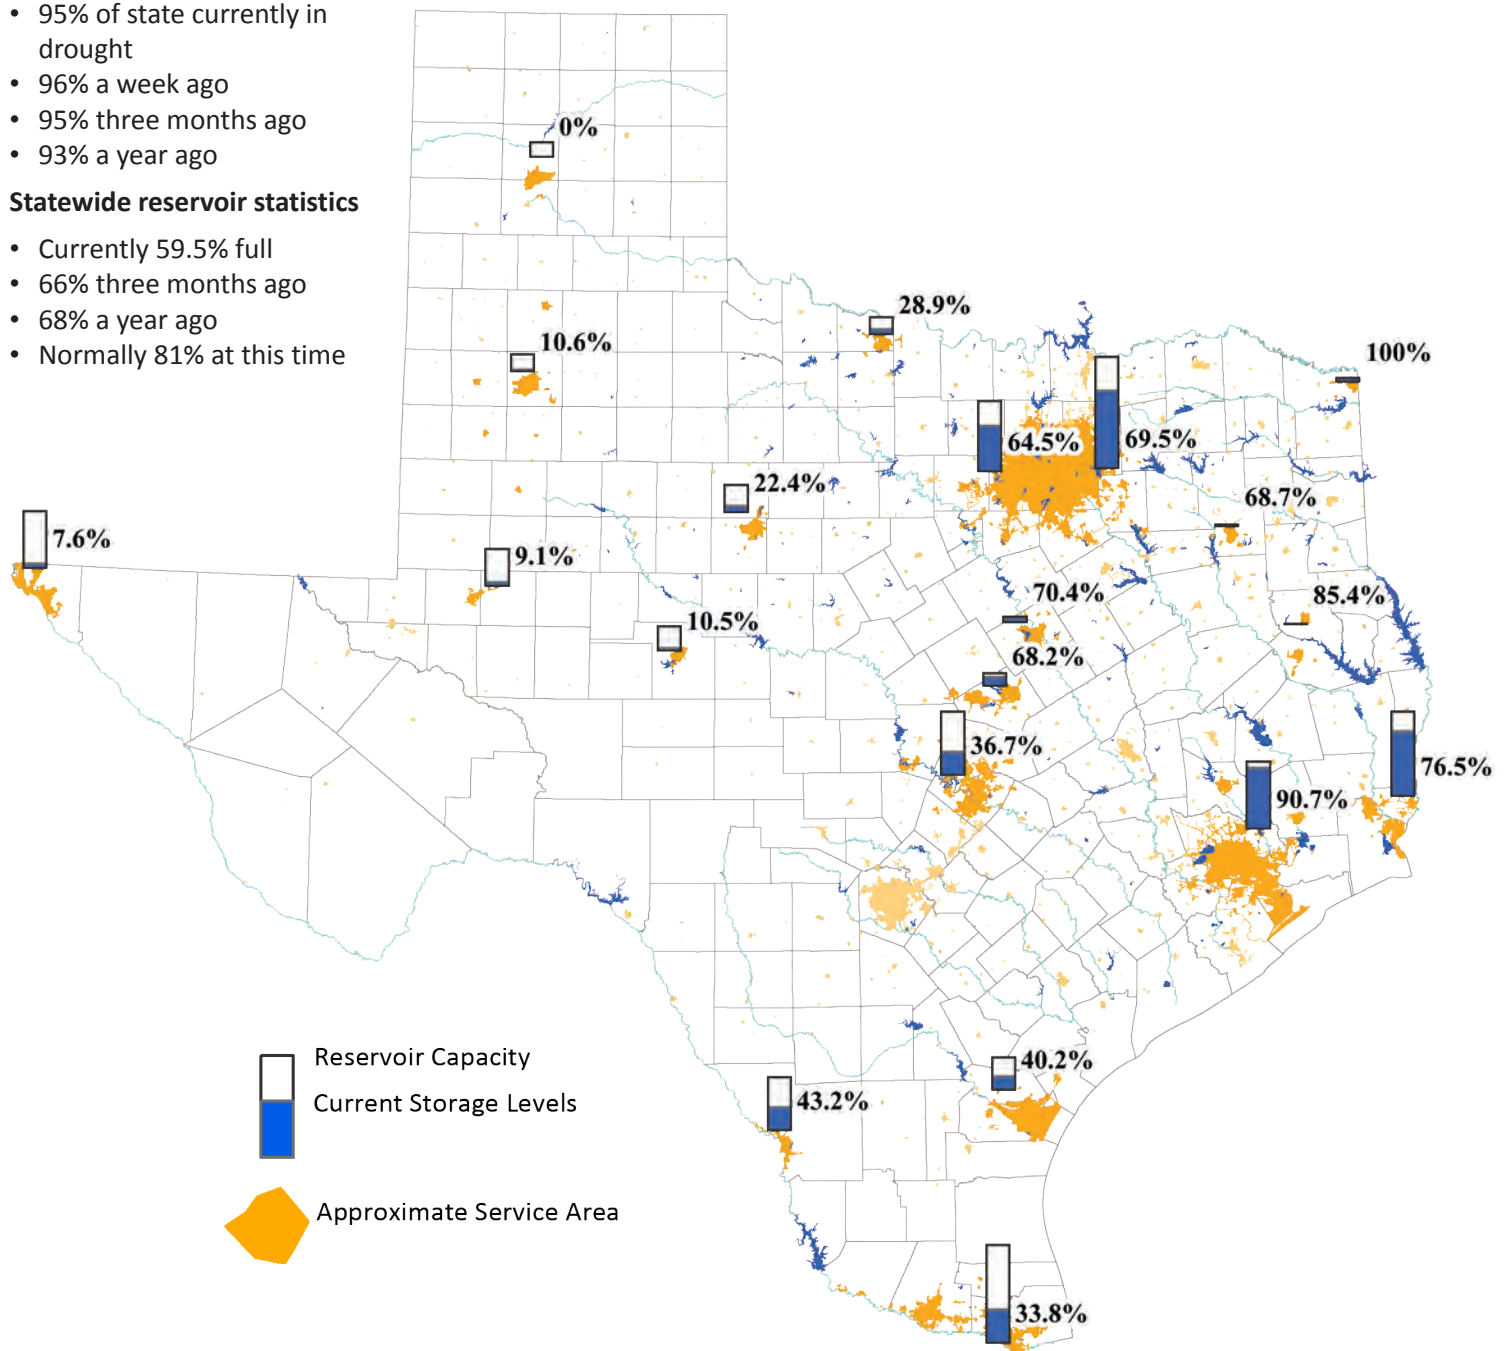 • 95% of state currently in
drought
• 96% a week ago
• 95% three months ago
• 93% a year ago
Statewide reservoir statistics
• Currently 59.5% full
• 66% three months ago
• 68% a year ago
• Normally 81% at this time
0%
28.9%
10.6%
100%
64.5%
69.5%
22.4%
68.7%
7.6%
9.1%
70.4%
85.4%
10.5%
68.2%
36.7%
76.5%
90.7%
40.2%
43.2%
33.8%
Reservoir Capacity
Current Storage Levels
Approximate Service Area